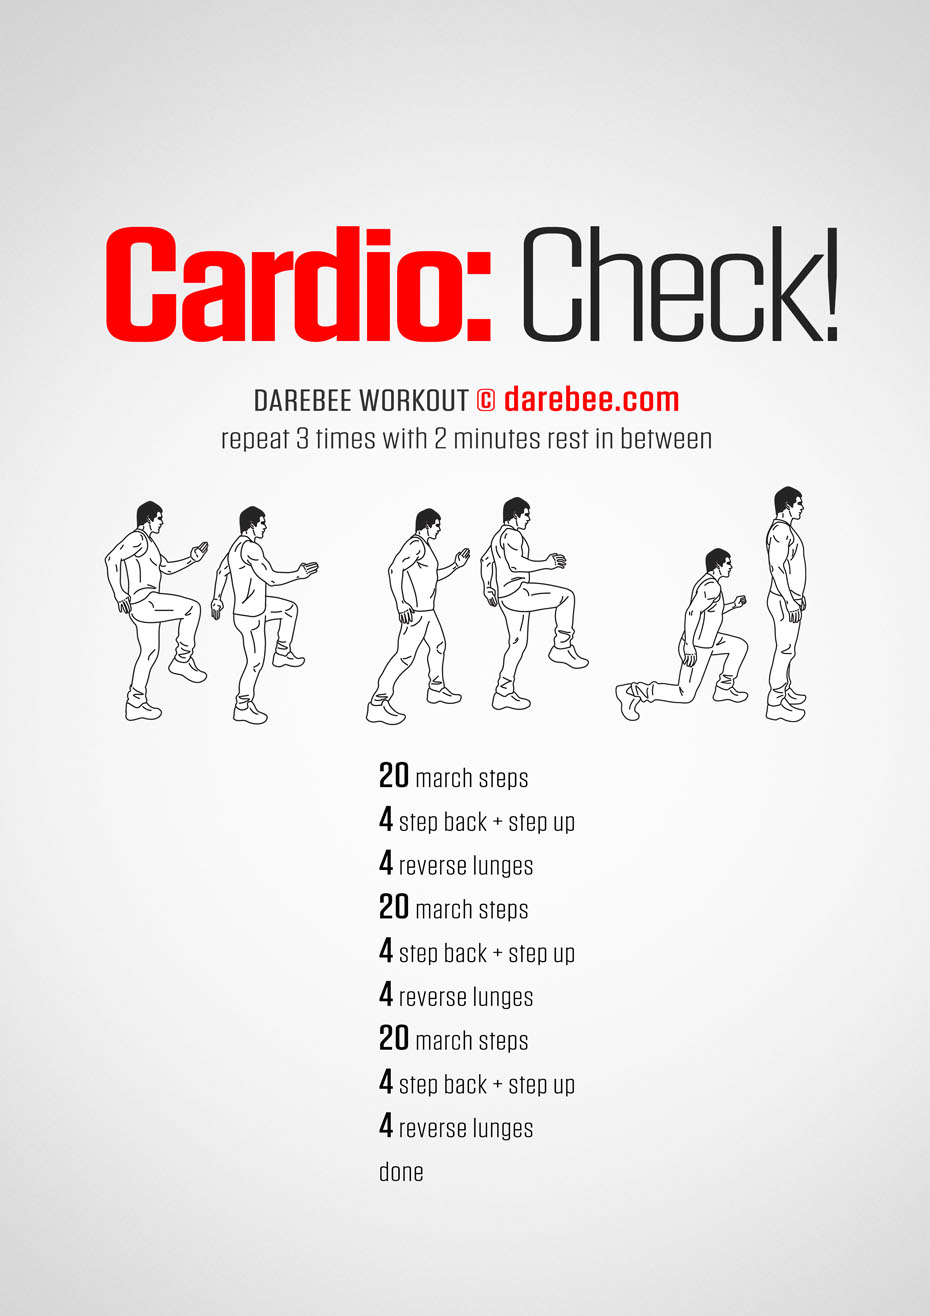 Cardio: Check!
DAREBEE WORKOUT © darebee.com
repeat 3 times with 2 minutes rest in between
20 march steps
4 step back + step up
4 reverse lunges
20 march steps
4 step back + step up
4 reverse lunges
20 march steps
4 step back + step up
4 reverse lunges
done